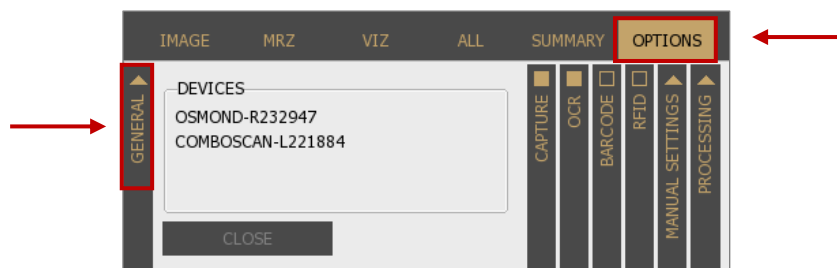 IMAGE MRZ VIZ ALL SUMMARY OPTIONS
GENERAL
DEVICES
OSMOND-R232947
COMBOSCAN-L221884
CLOSE
CAPTURE
OCR
BARCODE
RFID
MANUAL SETTINGS
PROCESSING